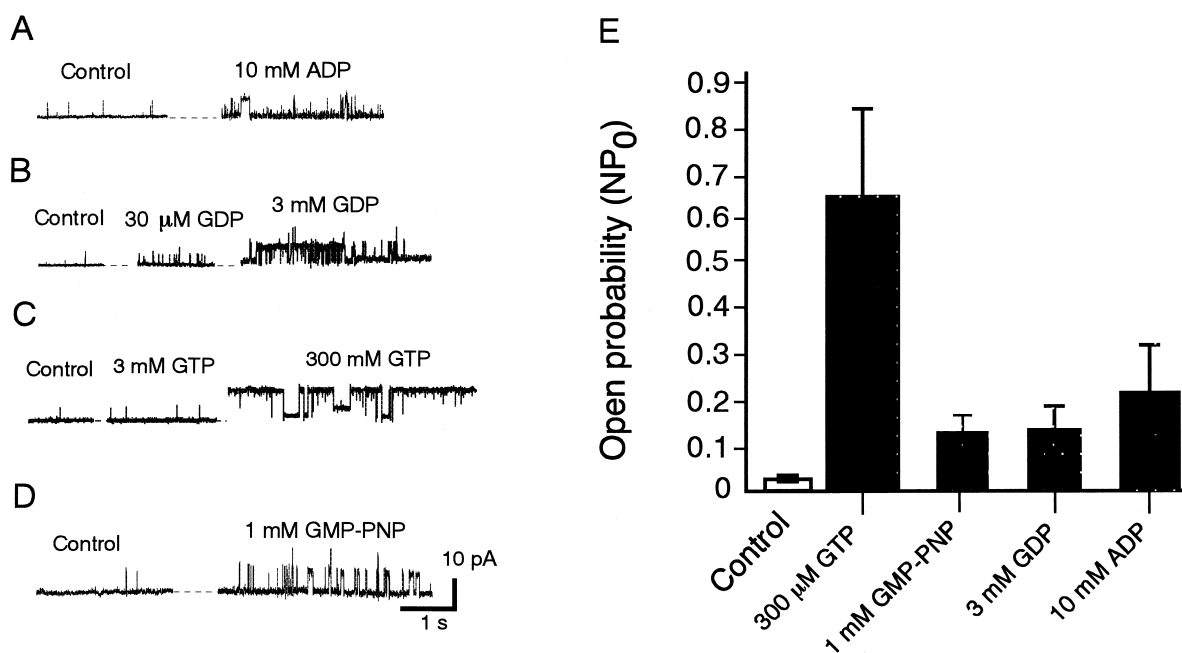 A
Control
10 mM ADP
B
Control
30 μM GDP
3 mM GDP
C
Control
3 mM GTP
300 mM GTP
D
Control
1 mM GMP-PNP
10 pA
1 s
E
Open probability (NP0)
0.9
0.8
0.7
0.6
0.5
0.4
0.3
0.2
0.1
0
Control
300 μM GTP
1 mM GMP-PNP
3 mM GDP
10 mM ADP